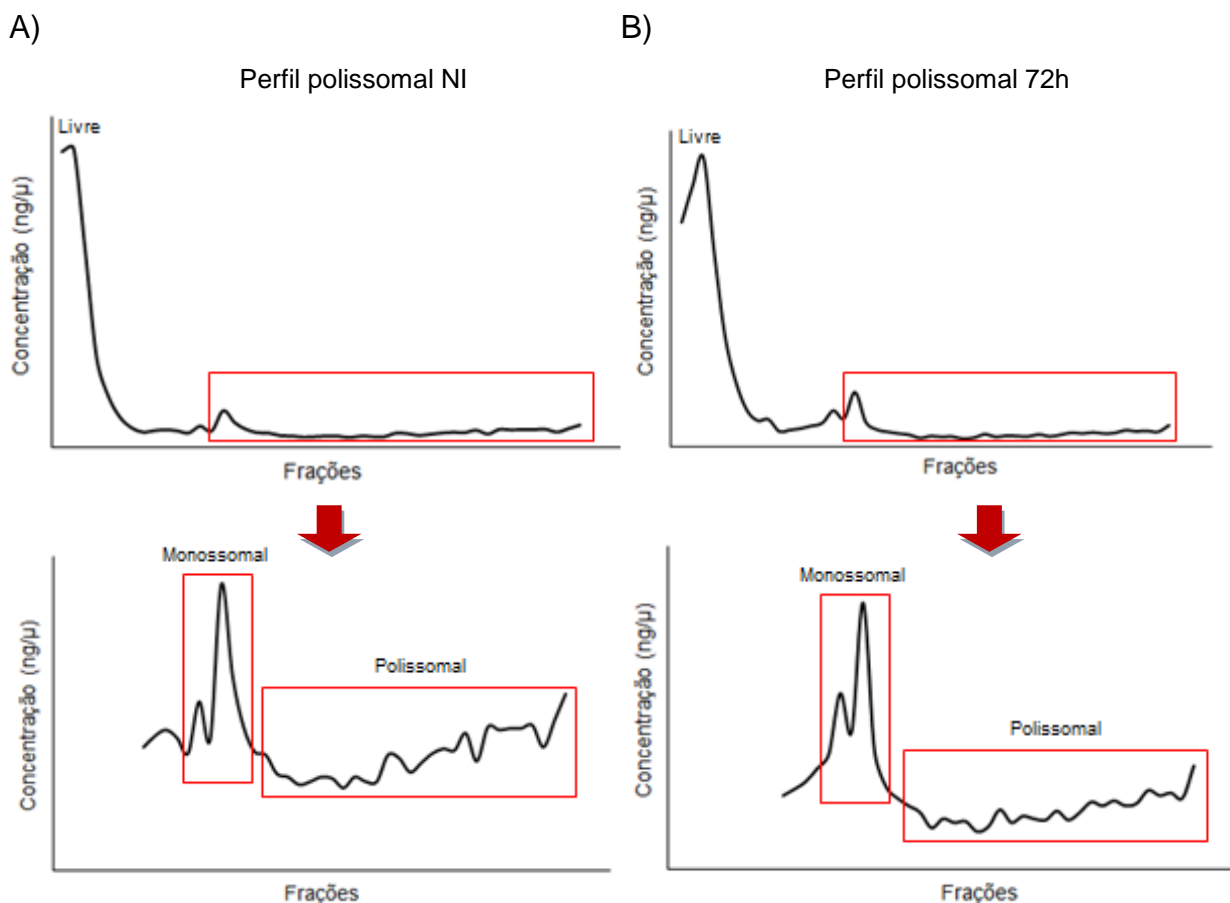 A)
Perfil polissomal NI
Livre
Concentração (ng/µ)
Frações
Monossomal
Polissomal
Concentração (ng/µ)
Frações
B)
Perfil polissomal 72h
Livre
Concentração (ng/µ)
Frações
Monossomal
Polissomal
Concentração (ng/µ)
Frações